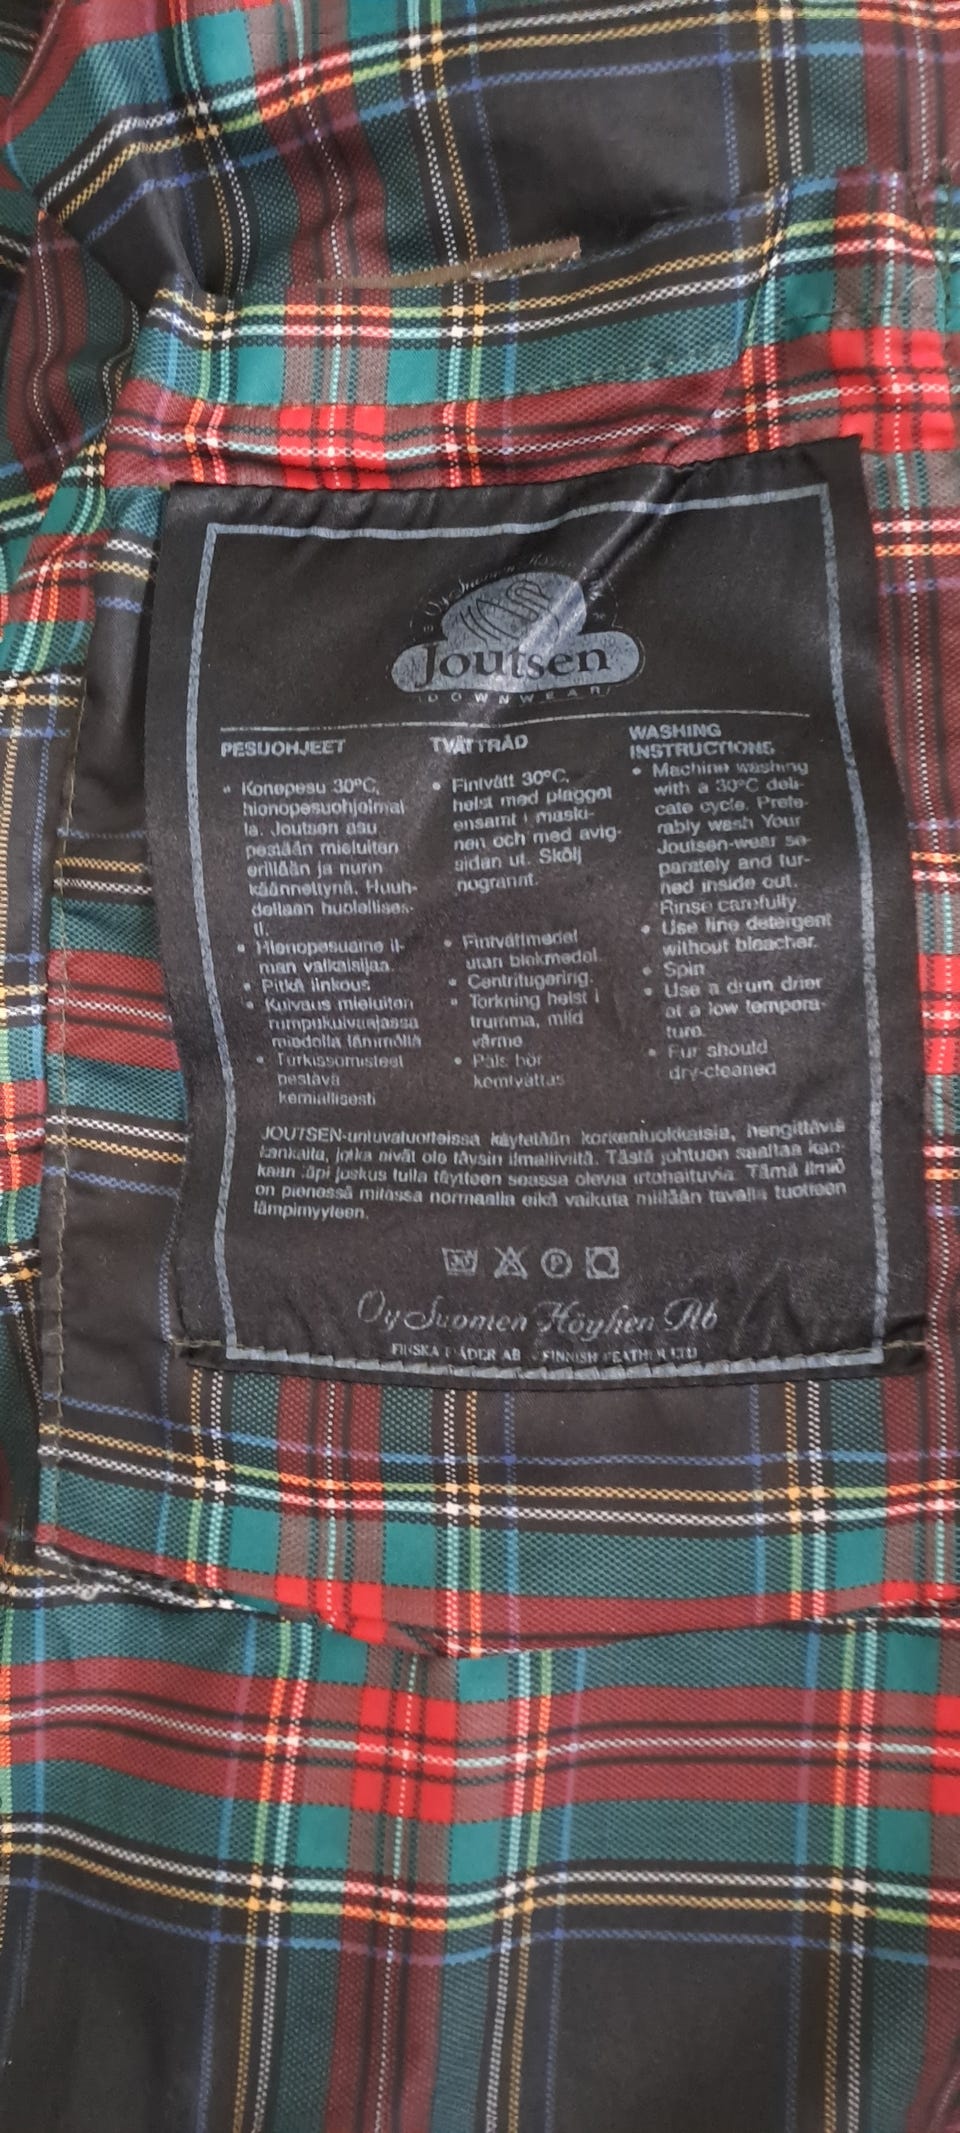 Oy Suomen
Joutsen
DOWNWEAR
PESUOHJEET
• Konepesu 30°C,
hienopesuohjelmal
la. Joutsen asu
pestään mieluiten
erillään ja nurin
käännettynä. Huuh-
dellaan huolellises-
ti.
• Hienopesuaine il-
man valkaisijaa.
• Pitkä linkous
• Kuivaus mieluiten
rumpukuivaajassa
miedolla lämmöllä
• Turkissomisteet
pestävä
kemiallisesti
TVÄTTRÅD
• Fintvätt 30°C,
helst med plagget
ensamt i maski-
nen och med avig-
sidan ut. Skölj
nogrannt.
• Fintvättmedel
utan blekmedel.
• Centrifugering.
• Torkning helst i
trumma, mild
värme
• Päls bör
kemtvättas
WASHING
INSTRUCTIONS
• Machine washing
with a 30°C deli-
cate cycle. Prefe-
rably wash Your
Joutsen-wear se-
parately and tur-
ned inside out.
Rinse carefully.
• Use fine detergent
without bleacher.
• Spin
• Use a drum drier
at a low tempera-
ture.
• Fur should
dry-cleaned
JOUTSEN-untuvatuotteissa käytetään korkealuokkaisia, hengittäviä
kankaita, jotka eivät ole täysin ilmatiiviitä. Tästä johtuen saattaa kan-
kaan läpi joskus tulla täytteen seassa olevia irtohaituvia. Tämä ilmiö
on pienessä mitassa normaalia eikä vaikuta millään tavalla tuotteen
lämpimyyteen.
30° P
Oy Suomen Höyhen Ab
FINSKA FJÄDER AB - FINNISH FEATHER LTD